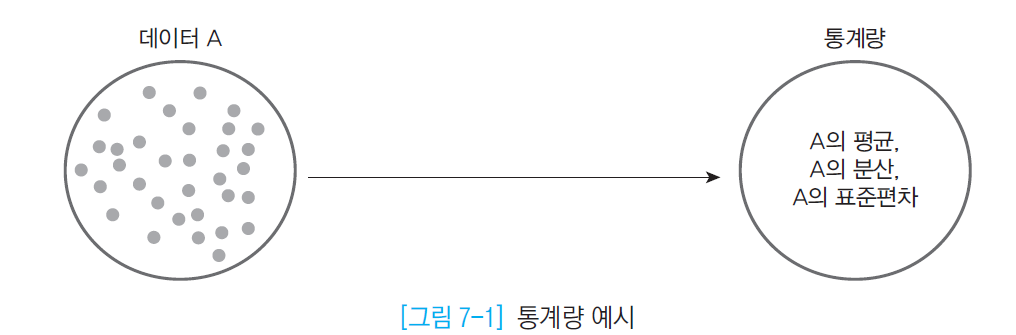 데이터 A
통계량
A의 평균,
A의 분산,
A의 표준편차
[그림 7-1] 통계량 예시